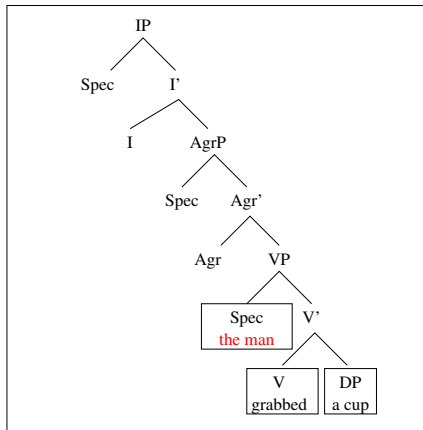 IP
Spec I’
I AgrP
Spec Agr’
Agr VP
Spec V’
the man
V DP
grabbed a cup